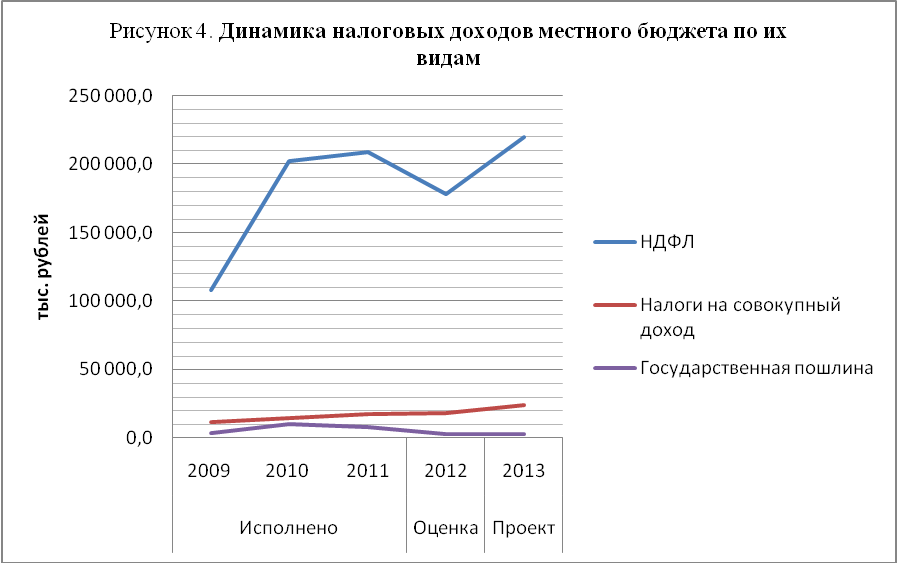 Рисунок 4. Динамика налоговых доходов местного бюджета по их
видам
250 000,0
200 000,0
150 000,0
100 000,0
50 000,0
0,0
тыс. рублей
2009 2010 2011 2012 2013
Исполнено Оценка Проект
НДФЛ
Налоги на совокупный
доход
Государственная пошлина